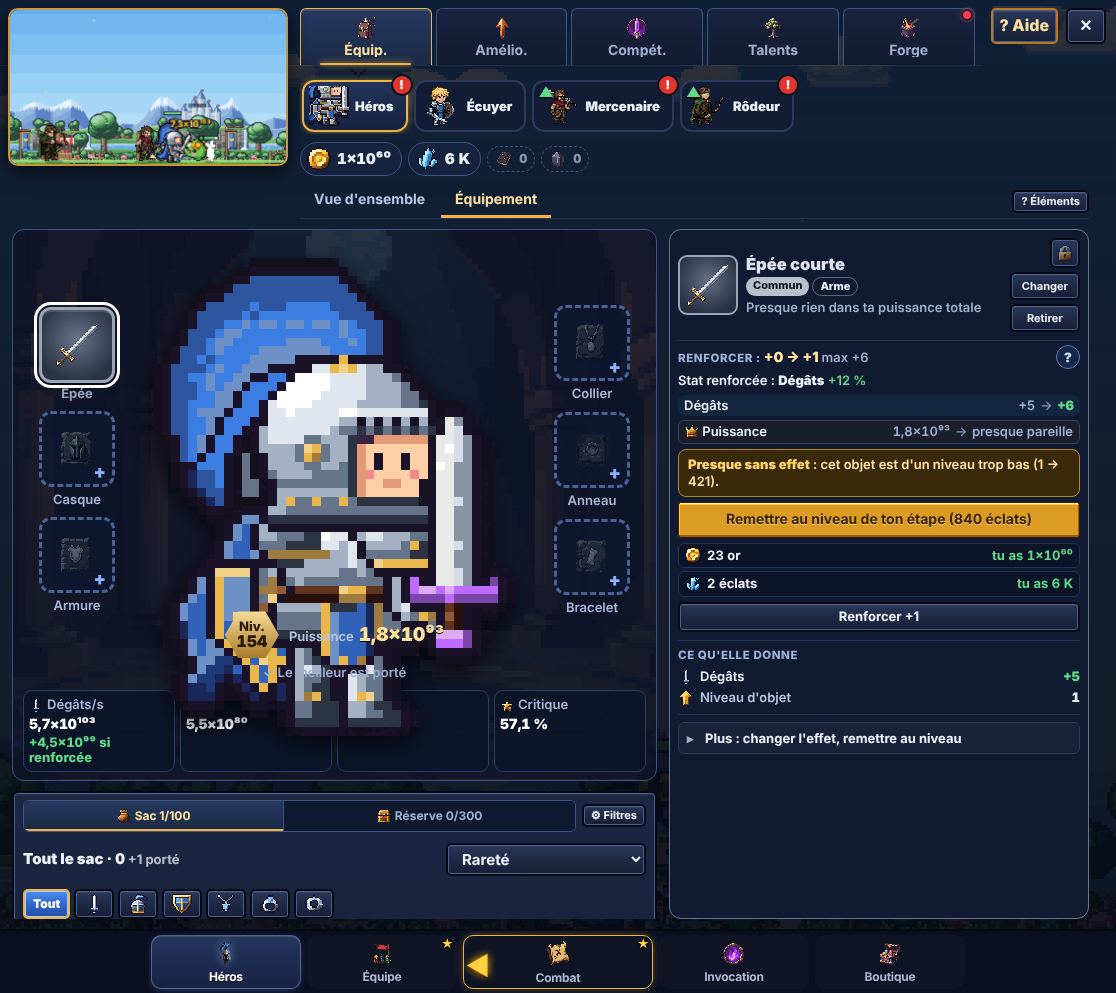 Équip.
Amélio.
Compét.
Talents
Forge
? Aide
×
Héros
!
Écuyer
Mercenaire
!
Rôdeur
!
1×10⁶⁰
6 K
0
0
Vue d'ensemble
Équipement
? Éléments
Épée
Casque
Armure
Collier
Anneau
Bracelet
Niv.
154
Puissance 1,8×10⁹³
Dégâts/s
5,7×10¹⁰³
+4,5×10⁹⁹ si
renforcée
5,5×10⁸⁰
Critique
57,1 %
Sac 1/100
Réserve 0/300
Filtres
Tout le sac · 0 +1 porté
Rareté
Tout
Épée courte
Commun
Arme
Presque rien dans ta puissance totale
Changer
Retirer
RENFORCER : +0 → +1 max +6
?
Stat renforcée : Dégâts +12 %
Dégâts
+5 → +6
Puissance
1,8×10⁹³ → presque pareille
Presque sans effet : cet objet est d'un niveau trop bas (1 →
421).
Remettre au niveau de ton étape (840 éclats)
23 or
tu as 1×10⁶⁰
2 éclats
tu as 6 K
Renforcer +1
CE QU'ELLE DONNE
Dégâts
+5
Niveau d'objet
1
▸ Plus : changer l'effet, remettre au niveau
Héros
Équipe
Combat
Invocation
Boutique